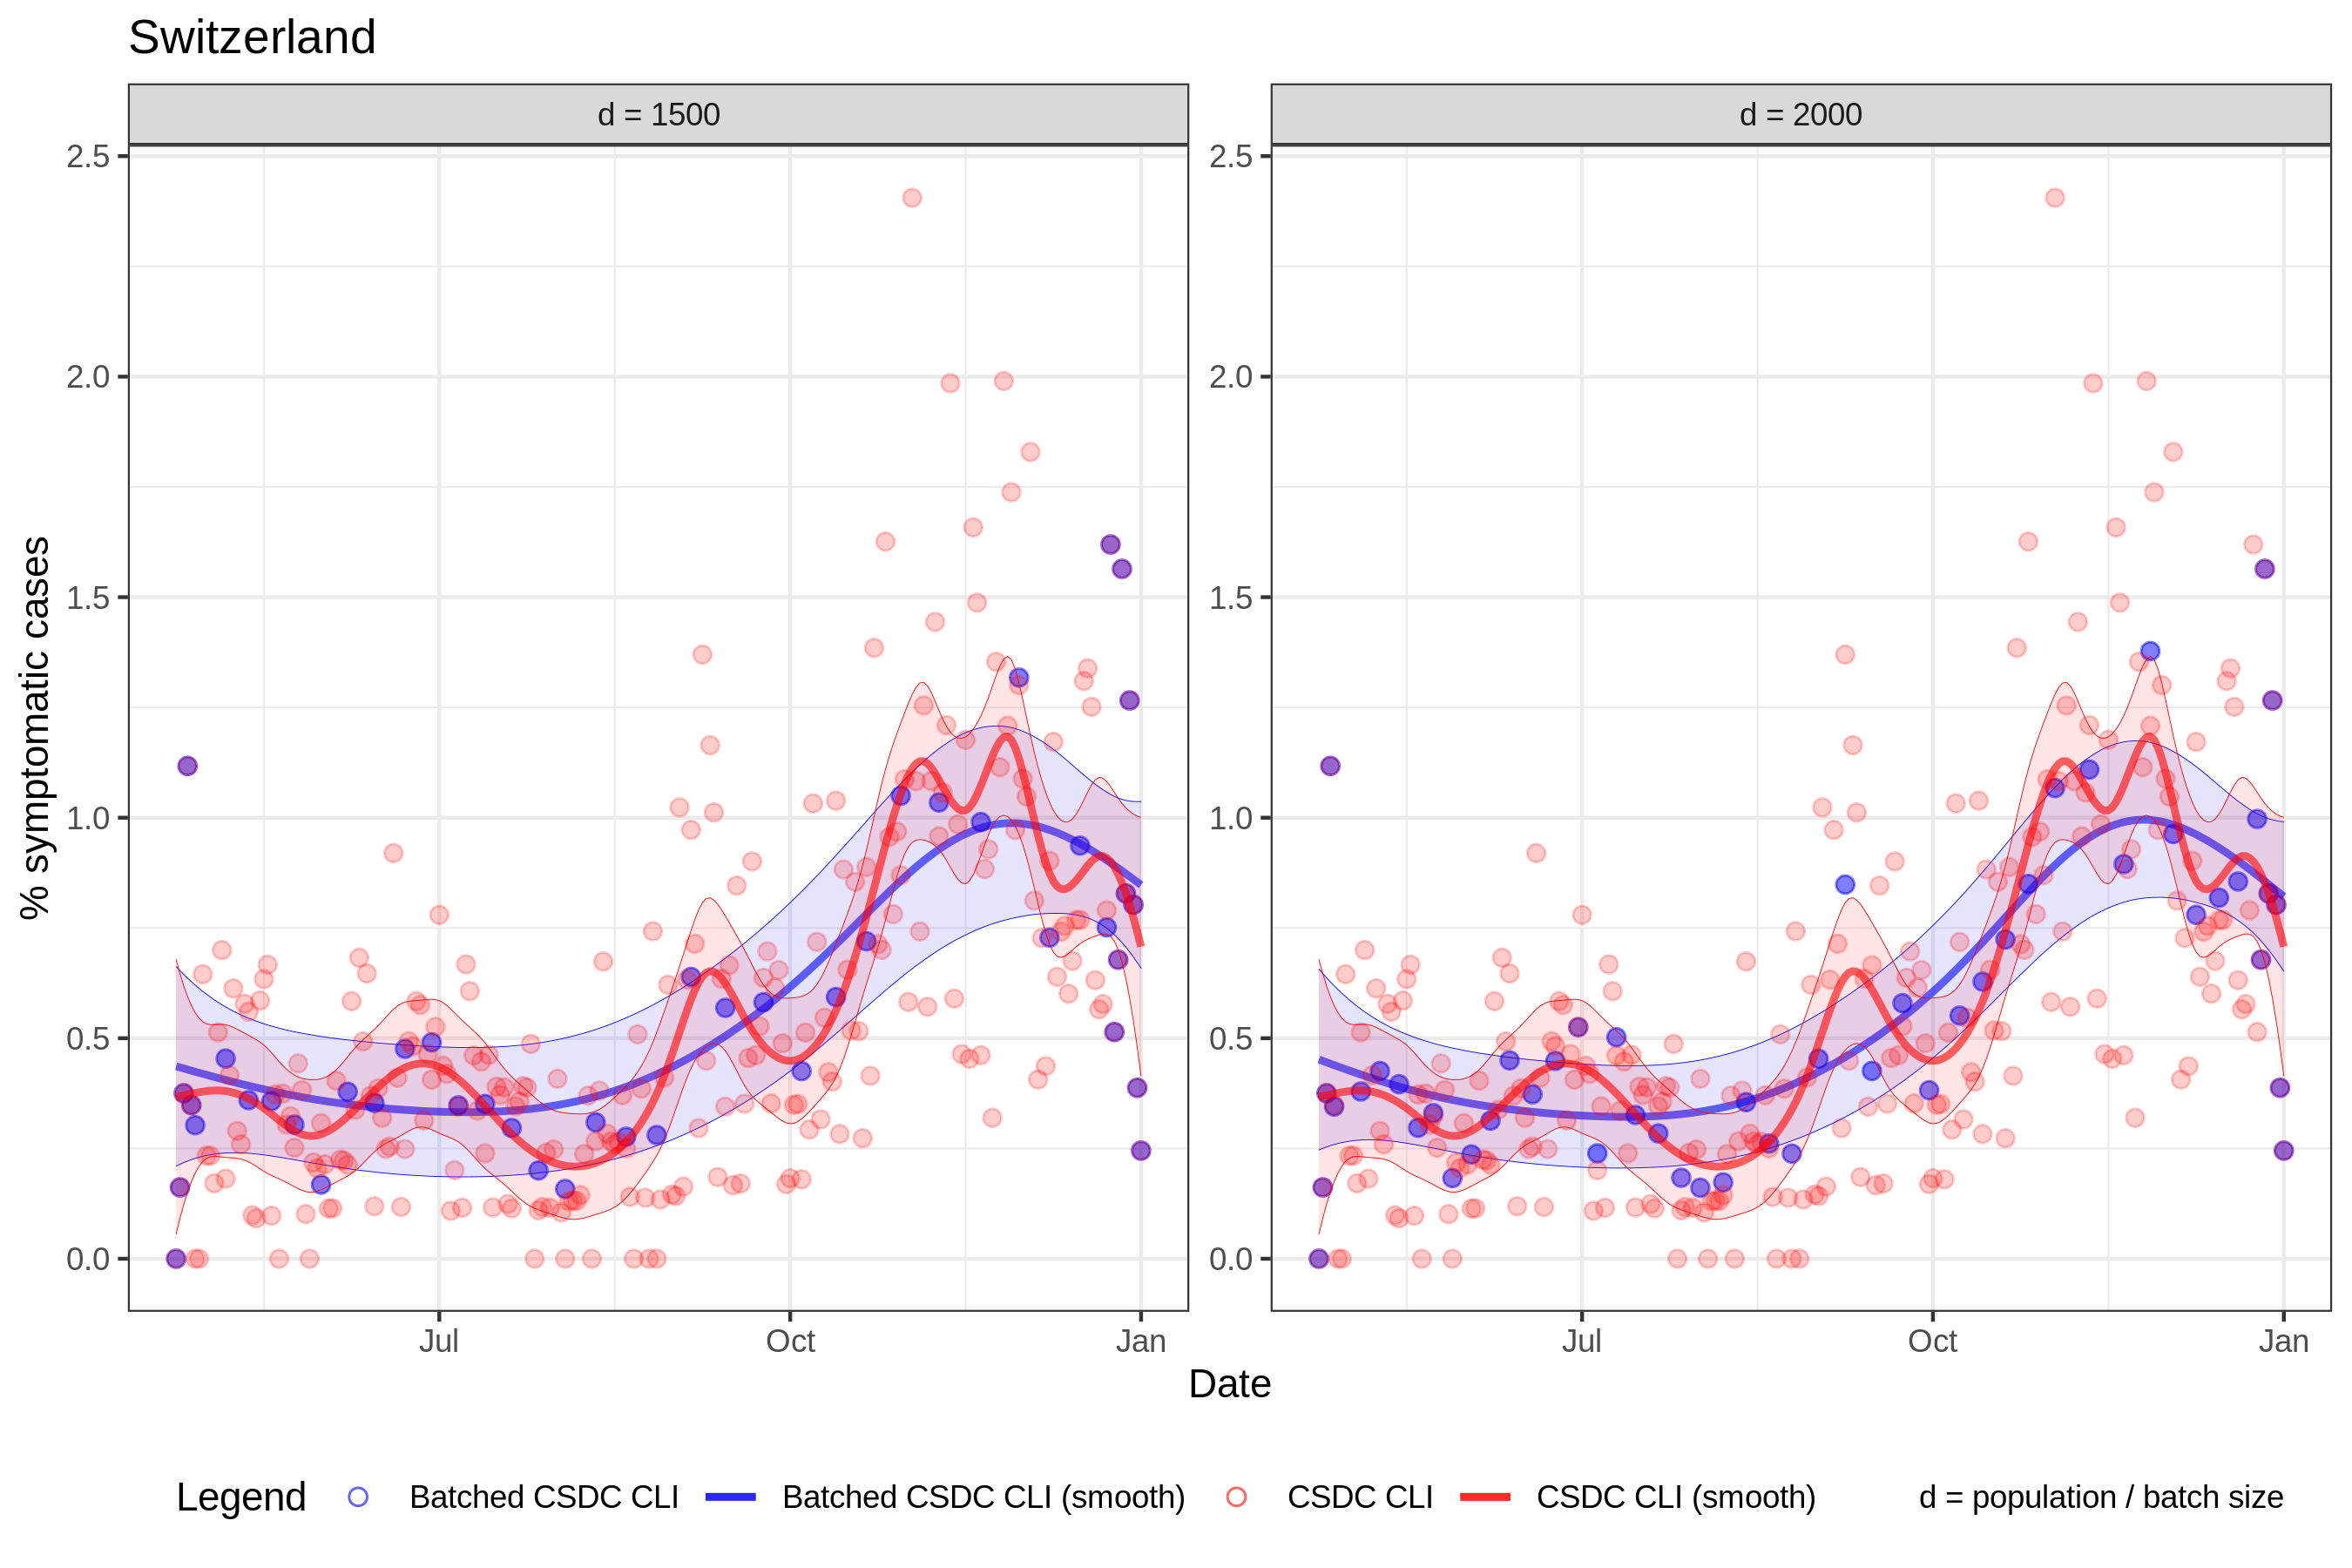 Switzerland
d = 1500
d = 2000
% symptomatic cases
2.5
2.0
1.5
1.0
0.5
0.0
2.5
2.0
1.5
1.0
0.5
0.0
Jul Oct Jan
Jul Oct Jan
Date
Legend Batched CSDC CLI Batched CSDC CLI (smooth) CSDC CLI CSDC CLI (smooth) d = population / batch size